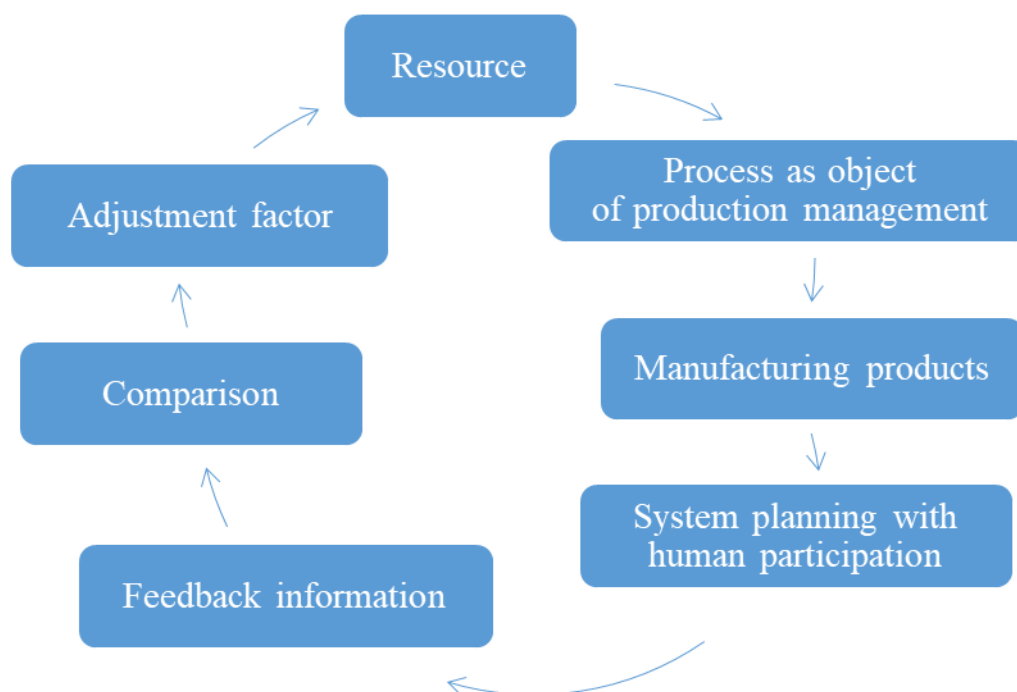 Resource
Process as object
of production management
Manufacturing products
System planning with
human participation
Feedback information
Comparison
Adjustment factor